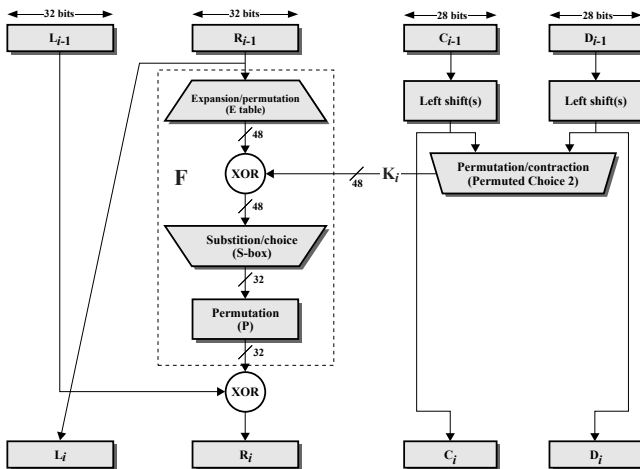 32 bits
32 bits
28 bits
28 bits
Li-1
Ri-1
Ci-1
Di-1
Expansion/permutation
(E table)
Left shift(s)
Left shift(s)
48
F
XOR
48
Ki
Permutation/contraction
(Permuted Choice 2)
48
Substition/choice
(S-box)
32
Permutation
(P)
32
XOR
Li
Ri
Ci
Di